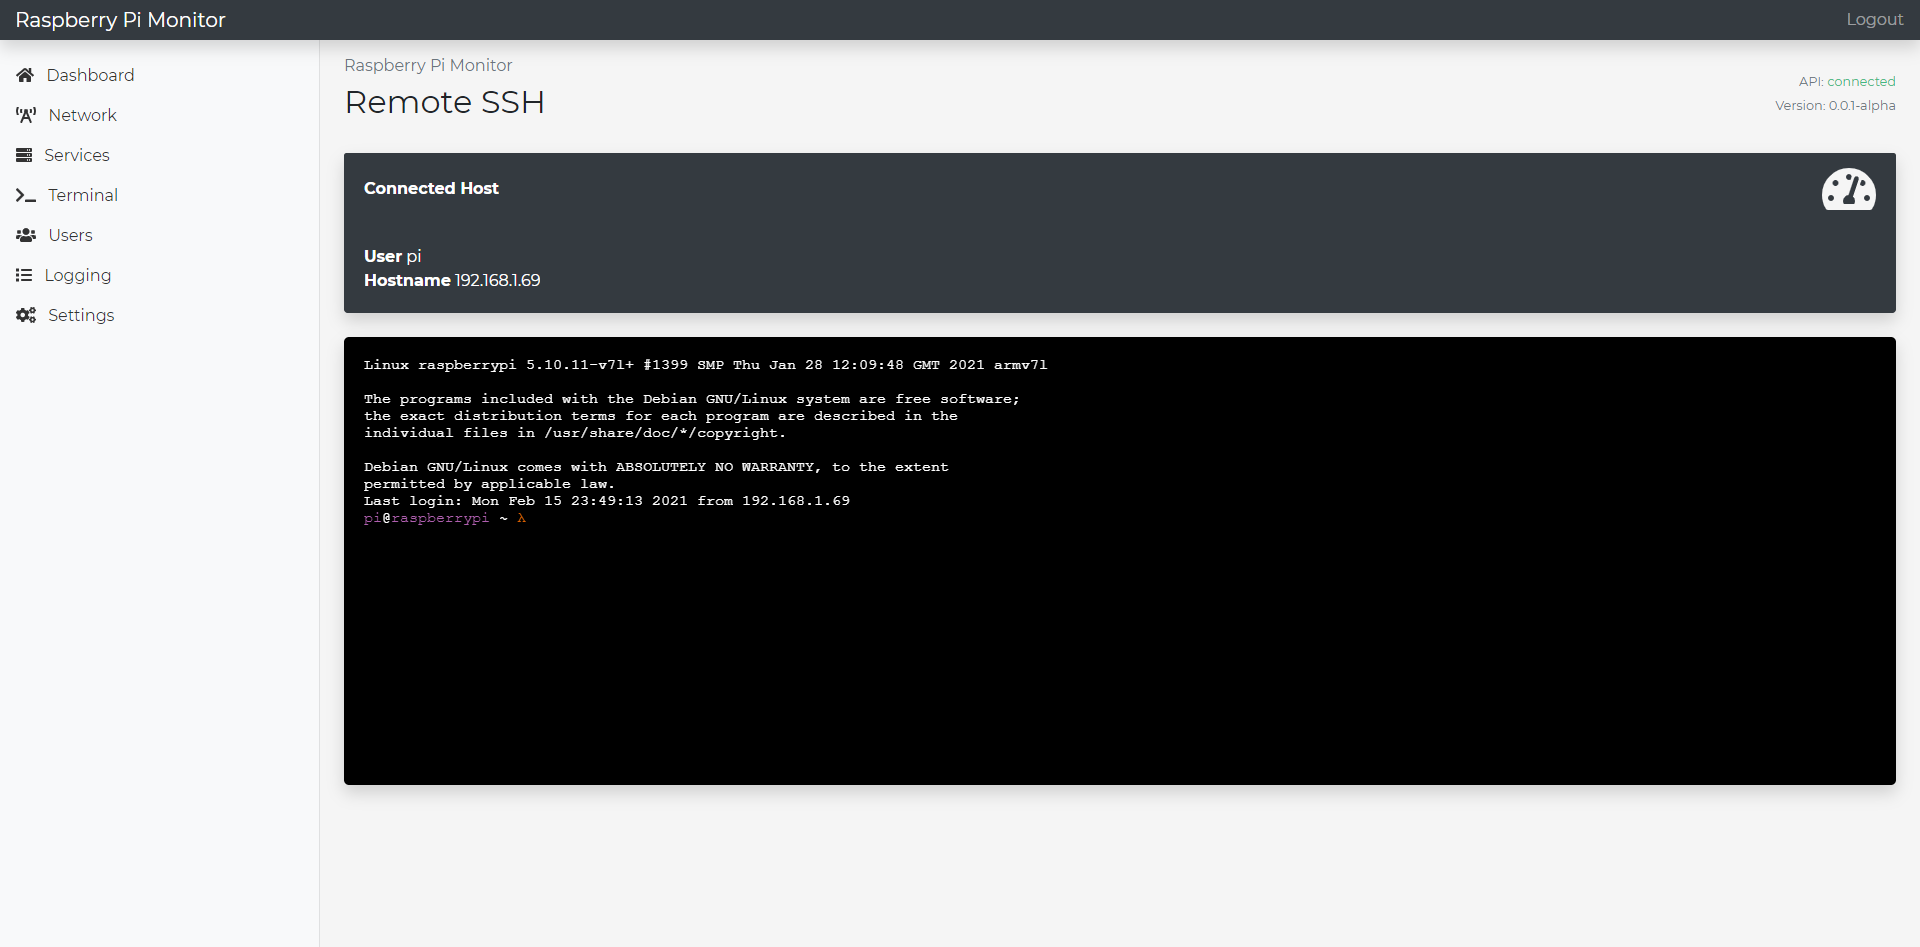 Raspberry Pi Monitor
Logout
Dashboard
Network
Services
Terminal
Users
Logging
Settings
Raspberry Pi Monitor
Remote SSH
API: connected
Version: 0.0.1-alpha
Connected Host
User pi
Hostname 192.168.1.69
Linux raspberrypi 5.10.11-v7l+ #1399 SMP Thu Jan 28 12:09:48 GMT 2021 armv7l
The programs included with the Debian GNU/Linux system are free software;
the exact distribution terms for each program are described in the
individual files in /usr/share/doc/*/copyright.
Debian GNU/Linux comes with ABSOLUTELY NO WARRANTY, to the extent
permitted by applicable law.
Last login: Mon Feb 15 23:49:13 2021 from 192.168.1.69
pi@raspberrypi ~ λ